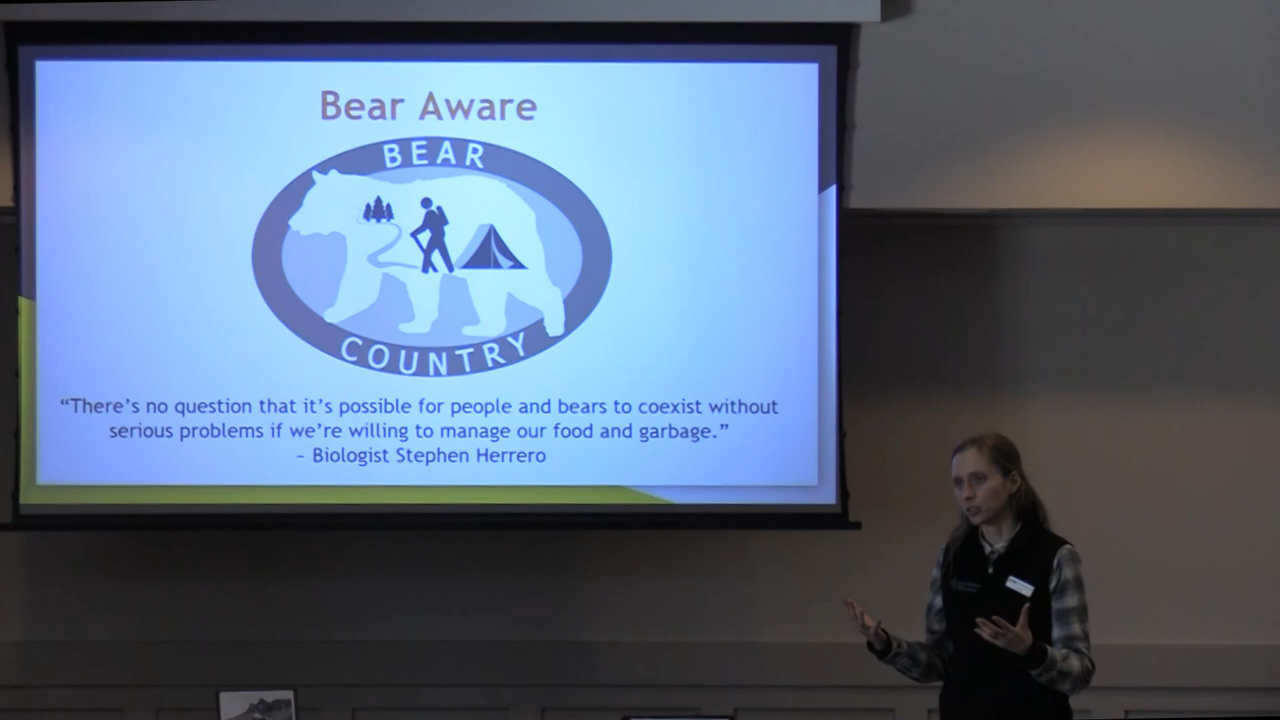 Bear Aware
BEAR
COUNTRY
“There’s no question that it’s possible for people and bears to coexist without
serious problems if we’re willing to manage our food and garbage.”
– Biologist Stephen Herrero